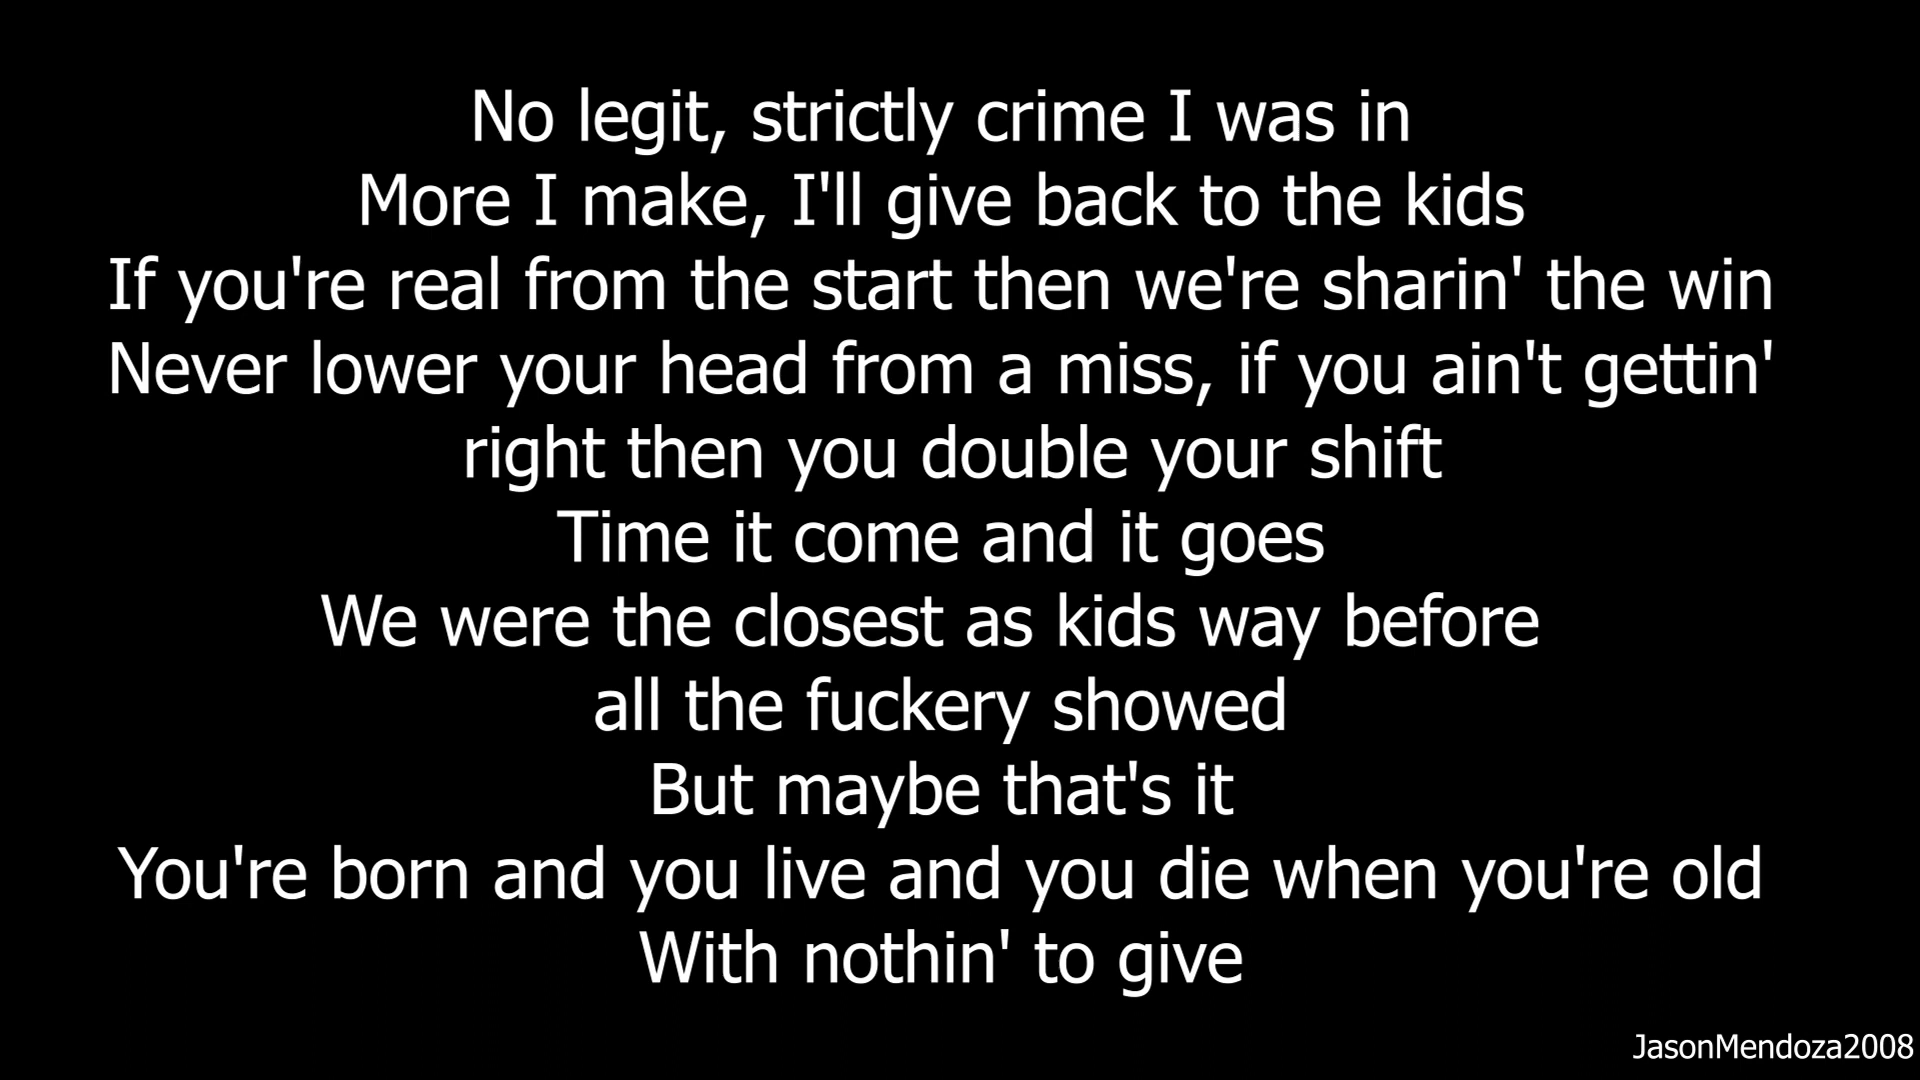 No legit, strictly crime I was in
More I make, I'll give back to the kids
If you're real from the start then we're sharin' the win
Never lower your head from a miss, if you ain't gettin'
right then you double your shift
Time it come and it goes
We were the closest as kids way before
all the fuckery showed
But maybe that's it
You're born and you live and you die when you're old
With nothin' to give
JasonMendoza2008